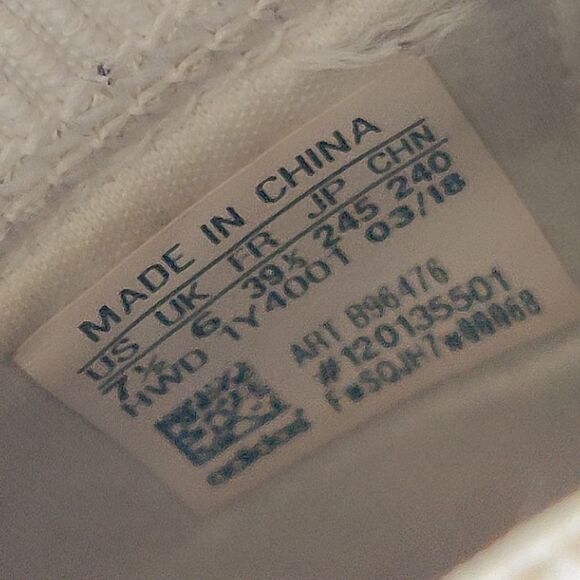 MADE IN CHINA
US UK FR JP CHN
7½ 6 39⅓ 245 240
HWD 1Y4001 03/18
ART B96476
#120135501
adidas